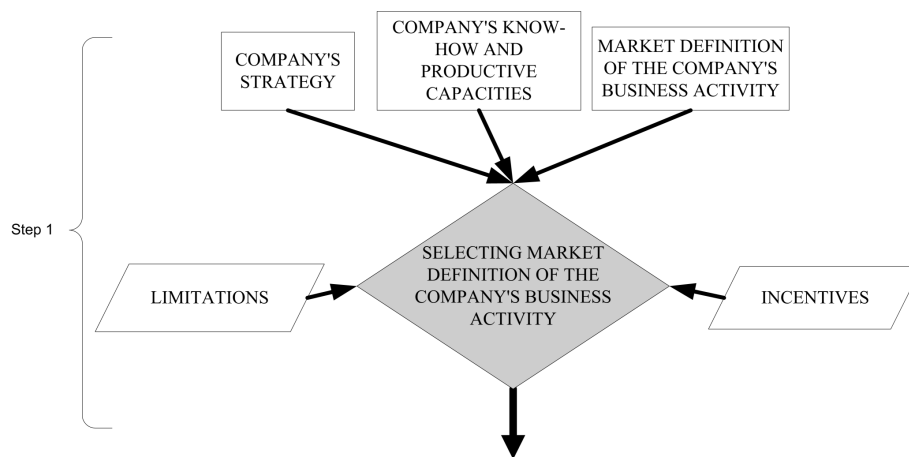 COMPANY'S
STRATEGY
COMPANY'S KNOW-
HOW AND
PRODUCTIVE
CAPACITIES
MARKET DEFINITION
OF THE COMPANY'S
BUSINESS ACTIVITY
Step 1
SELECTING MARKET
DEFINITION OF THE
COMPANY'S BUSINESS
ACTIVITY
LIMITATIONS
INCENTIVES